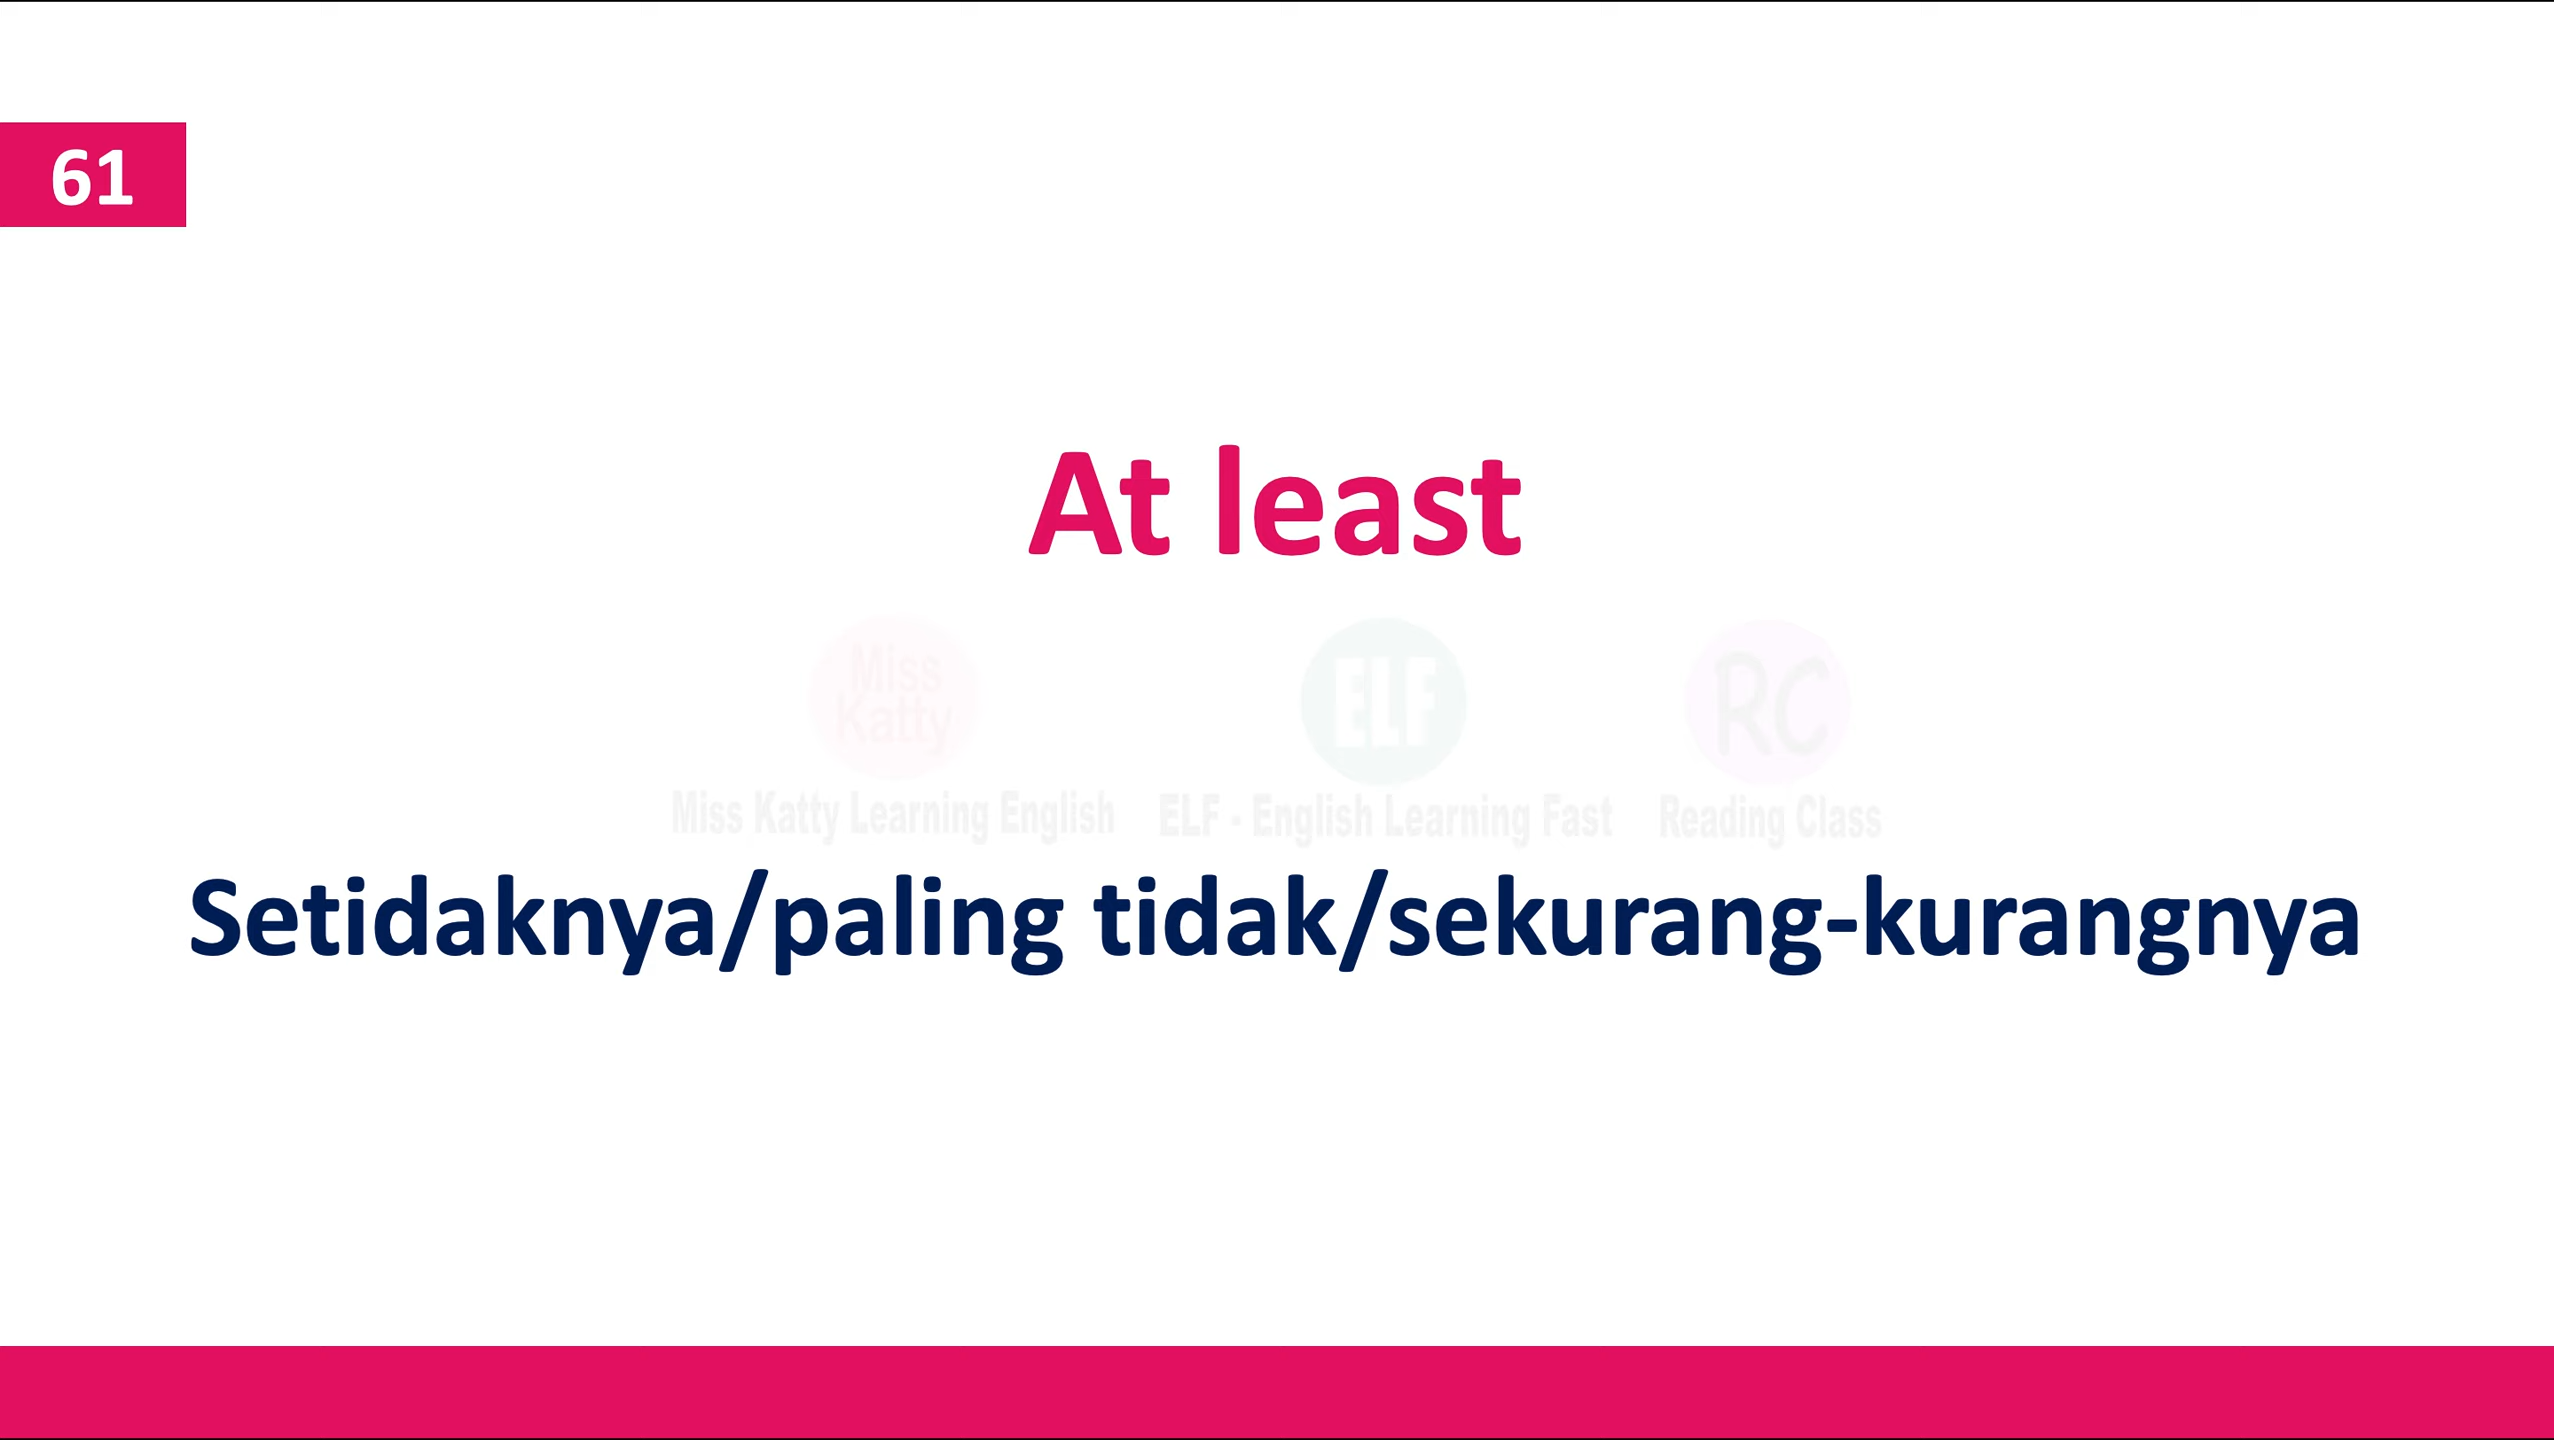 61
At least
Miss
Katty
ELF
RC
Miss Katty Learning English
ELF - English Learning Fast
Reading Class
Setidaknya/paling tidak/sekurang-kurangnya